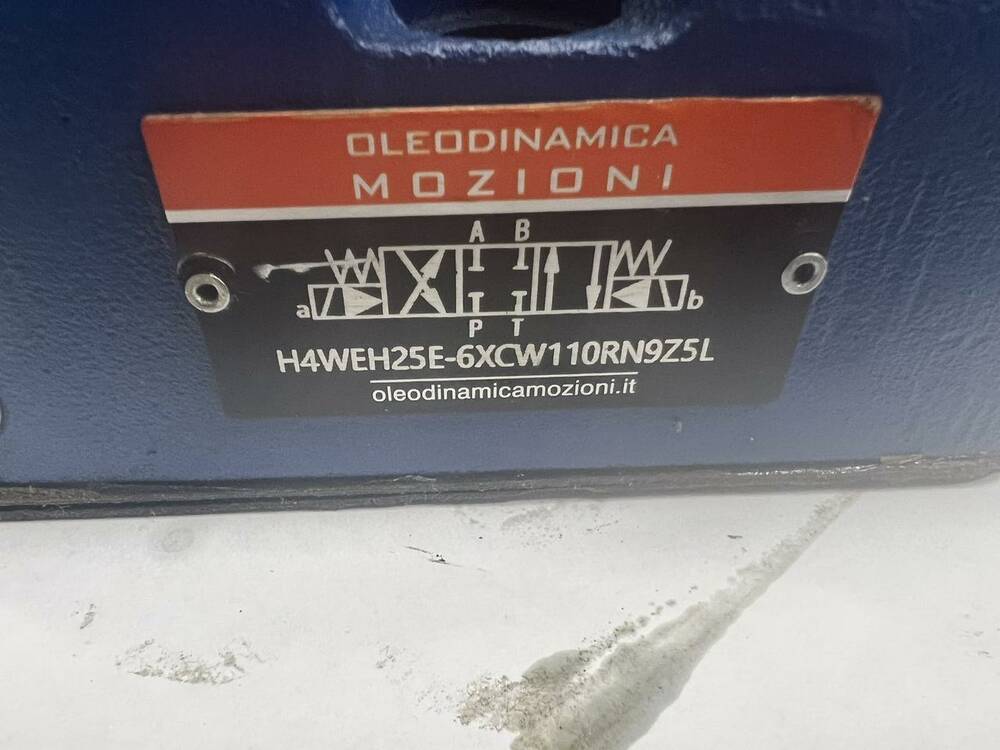 OLEODINAMICA
MOZIONI
A B
a b
P T
H4WEH25E-6XCW110RN9Z5L
oleodinamicamozioni.it